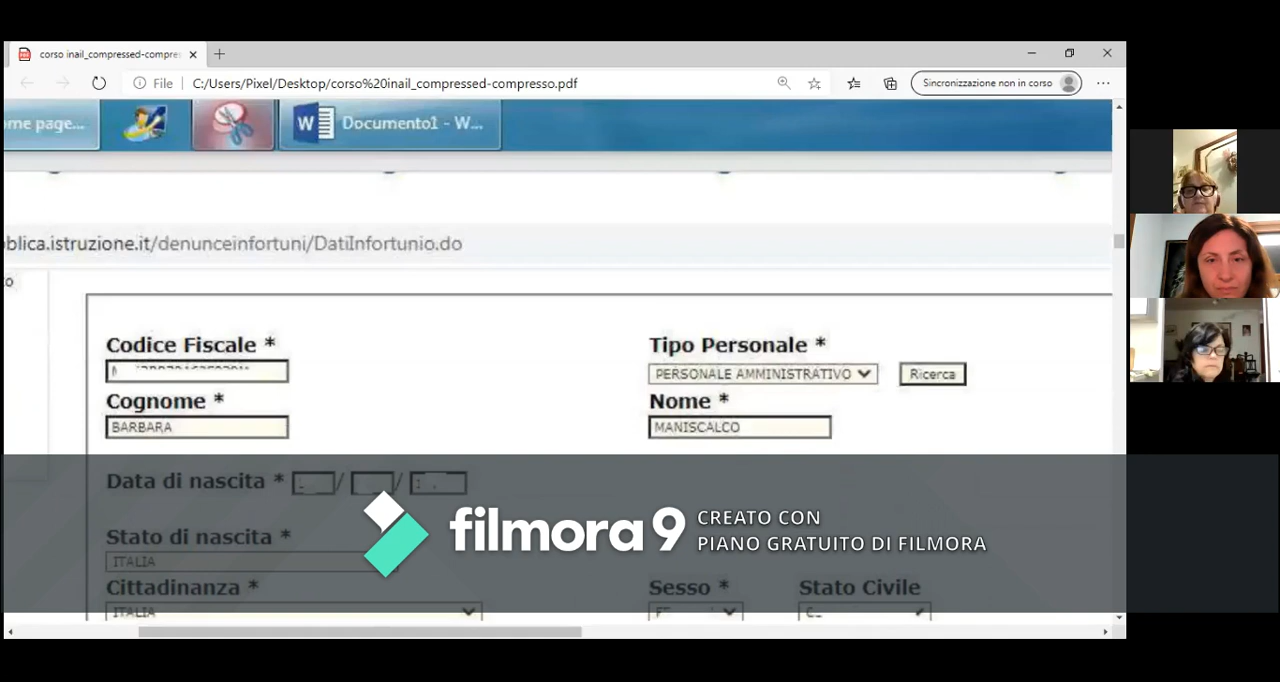 corso inail_compressed-compre
File | C:/Users/Pixel/Desktop/corso%20inail_compressed-compresso.pdf
Sincronizzazione non in corso
me page...
Documento1 - W...
blica.istruzione.it/denunceinfortuni/DatiInfortunio.do
Codice Fiscale *
Tipo Personale *
PERSONALE AMMINISTRATIVO
Ricerca
Cognome *
Nome *
BARBARA
MANISCALCO
Data di nascita * / /
Stato di nascita *
ITALIA
Cittadinanza *
Sesso *
Stato Civile
ITALIA
filmora 9
CREATO CON
PIANO GRATUITO DI FILMORA